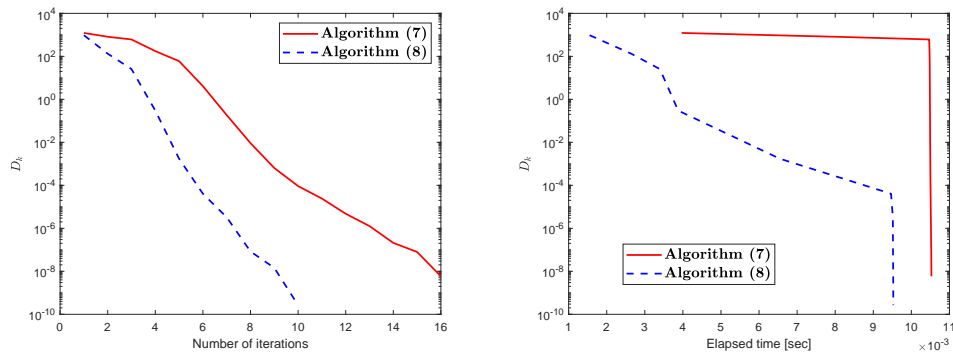 10^4
10^2
10^0
10^-2
10^-4
10^-6
10^-8
10^-10
D_k
0 2 4 6 8 10 12 14 16
Number of iterations
Algorithm (7)
Algorithm (8)
10^4
10^2
10^0
10^-2
10^-4
10^-6
10^-8
10^-10
D_k
1 2 3 4 5 6 7 8 9 10 11
Elapsed time [sec]
×10^-3
Algorithm (7)
Algorithm (8)